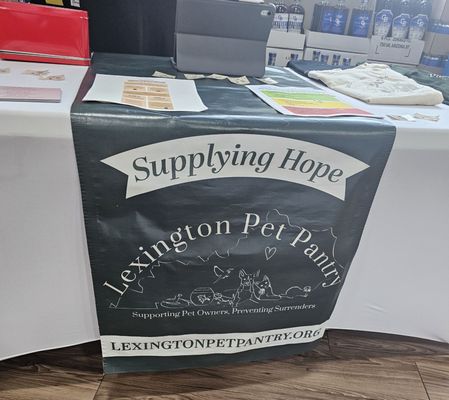 Supplying Hope
Lexington Pet Pantry
Supporting Pet Owners, Preventing Surrenders
LEXINGTONPETPANTRY.ORG